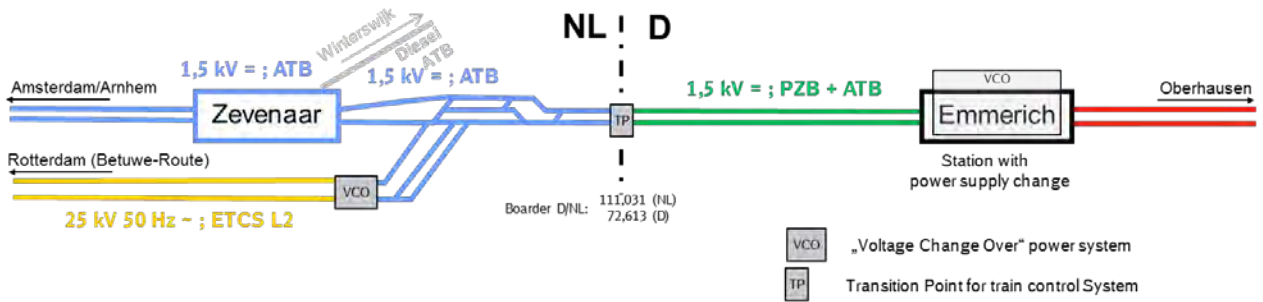 NL D
Winterswijk
Diesel
ATB
1,5 kV = ; ATB
1,5 kV = ; ATB
Amsterdam/Arnhem
Zevenaar
TP
1,5 kV = ; PZB + ATB
VCO
Emmerich
Oberhausen
Station with
power supply change
Rotterdam (Betuwe-Route)
VCO
25 kV 50 Hz ~ ; ETCS L2
Boarder D/NL: 111,031 (NL)
72,613 (D)
VCO „Voltage Change Over“ power system
TP Transition Point for train control System